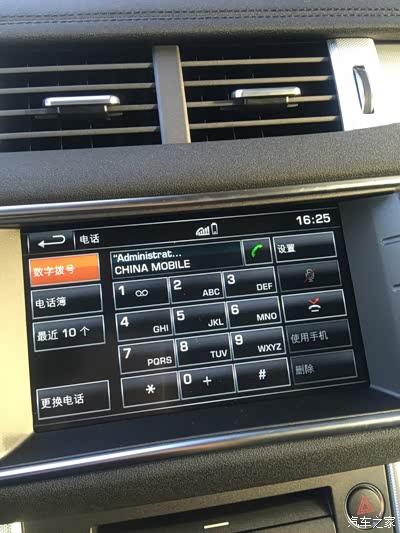 电话
16:25
数字拨号
"Administrat...
CHINA MOBILE
设置
电话簿
1
2 ABC
3 DEF
最近 10 个
4 GHI
5 JKL
6 MNO
7 PQRS
8 TUV
9 WXYZ
使用手机
更换电话
*
0 +
#
删除
汽车之家